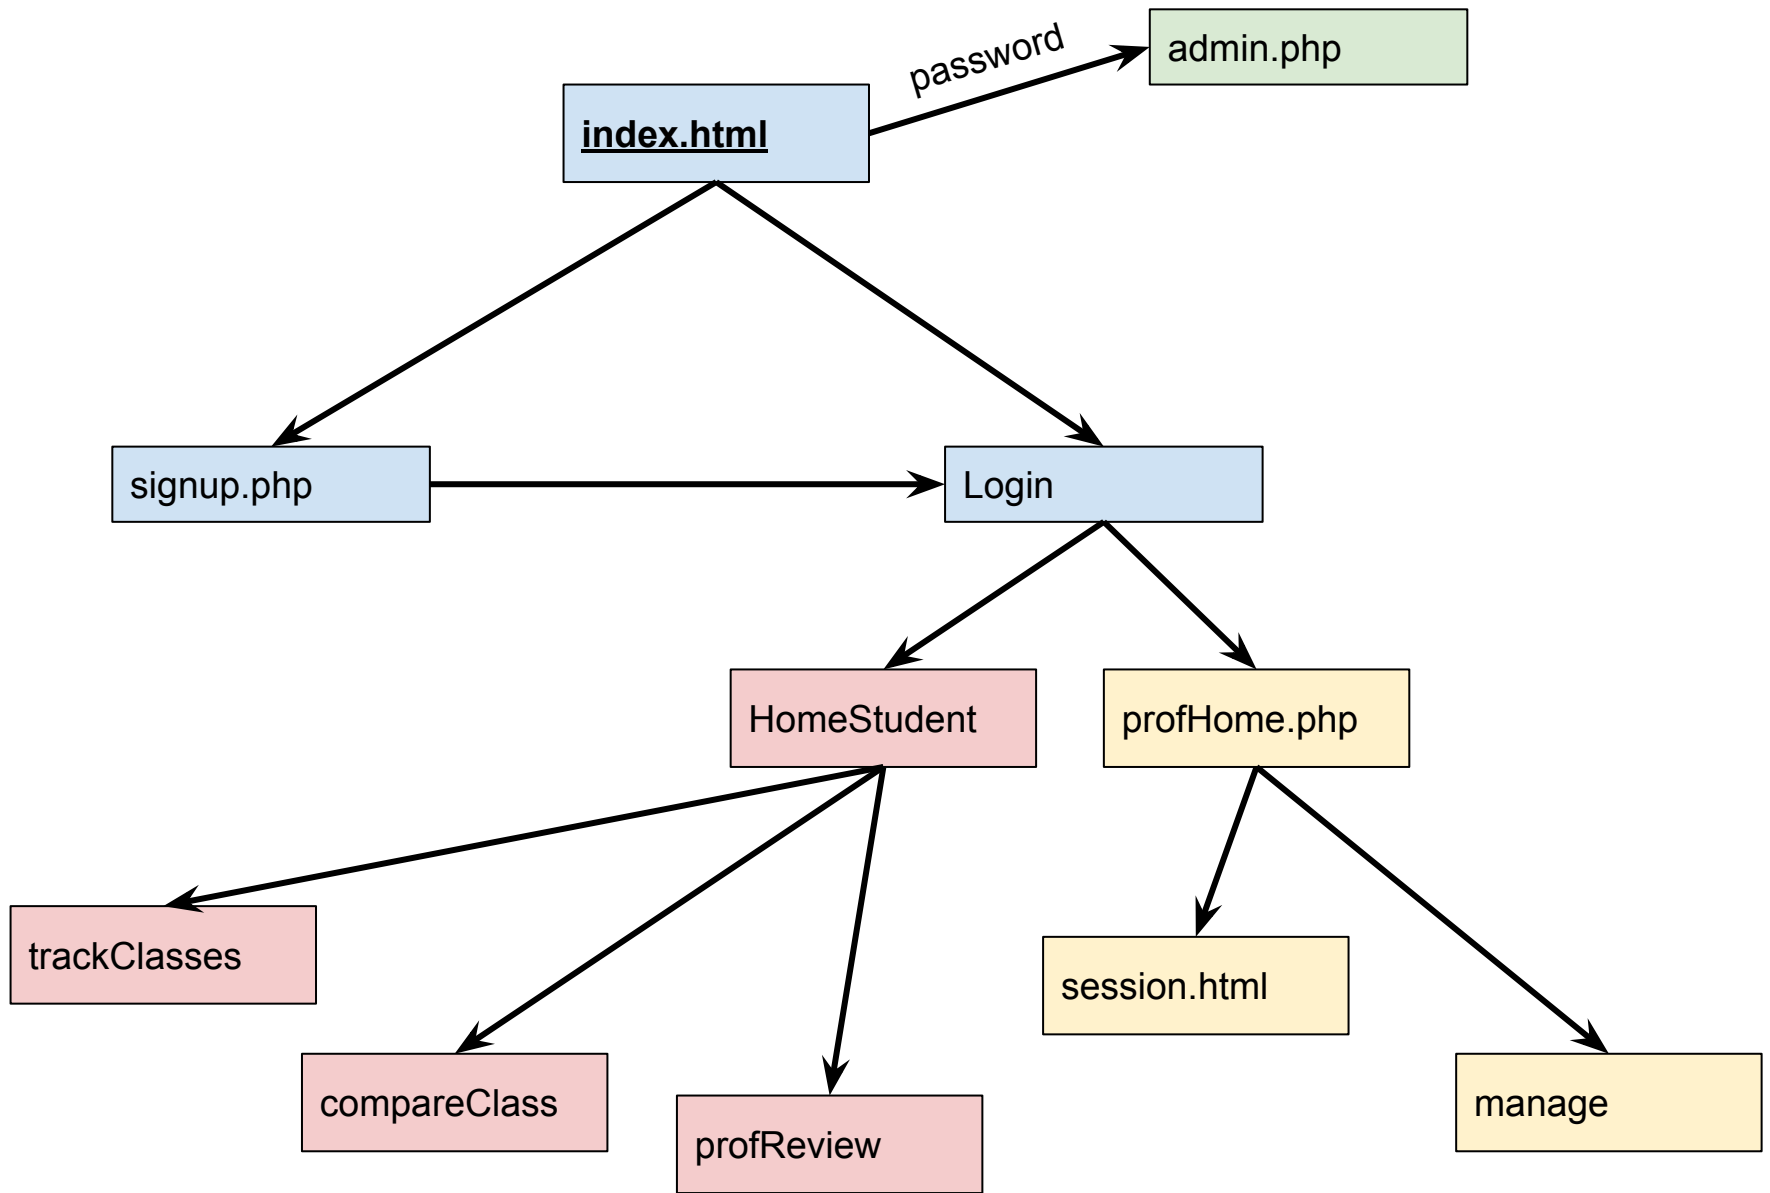 password
admin.php
index.html
signup.php
Login
HomeStudent
profHome.php
trackClasses
session.html
compareClass
manage
profReview